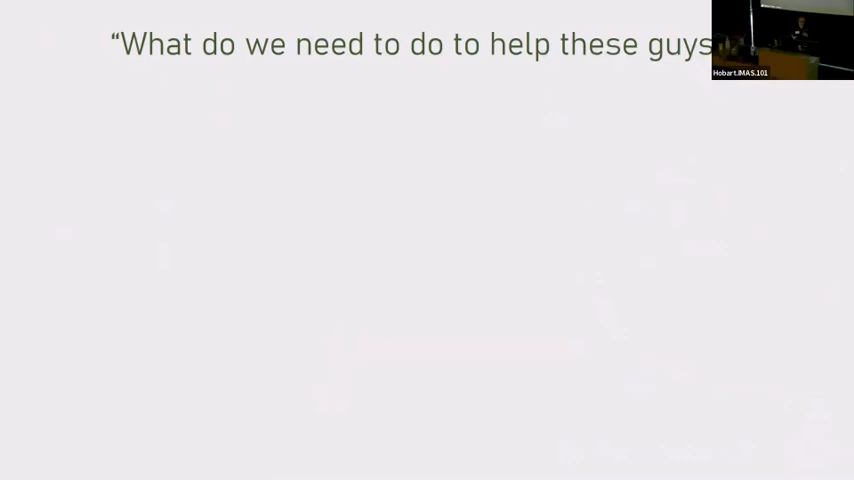 “What do we need to do to help these guys
Hobart.IMAS.101